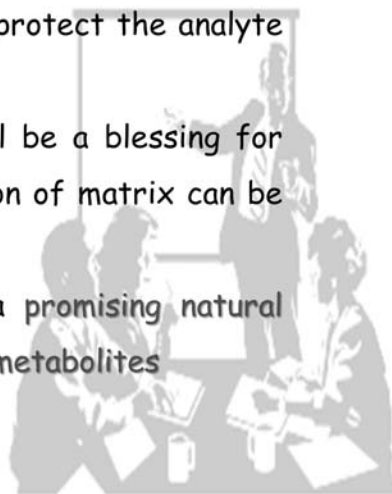 protect the analyte
be a blessing for
on of matrix can be
promising natural
metabolites